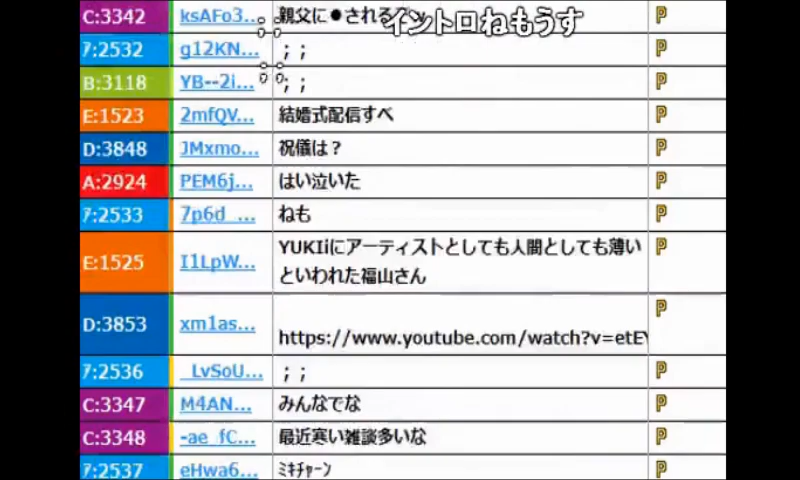 C:3342 ksAFo3... 親父に●される P
イントロねもうす
7:2532 g12KN... ；； P
B:3118 YB--2i... ；； P
E:1523 2mfQV... 結婚式配信すべ P
D:3848 JMxmo... 祝儀は？ P
A:2924 PEM6j... はい泣いた P
7:2533 7p6d_... ねも P
E:1525 I1LpW... YUKIiにアーティストとしても人間としても薄い P
といわれた福山さん
D:3853 xm1as... P
https://www.youtube.com/watch?v=etEY
7:2536 _LvSoU... ；； P
C:3347 M4AN... みんなでな P
C:3348 -ae_fC... 最近寒い雑談多いな P
7:2537 eHwa6... ﾐｷﾁｬｰﾝ P